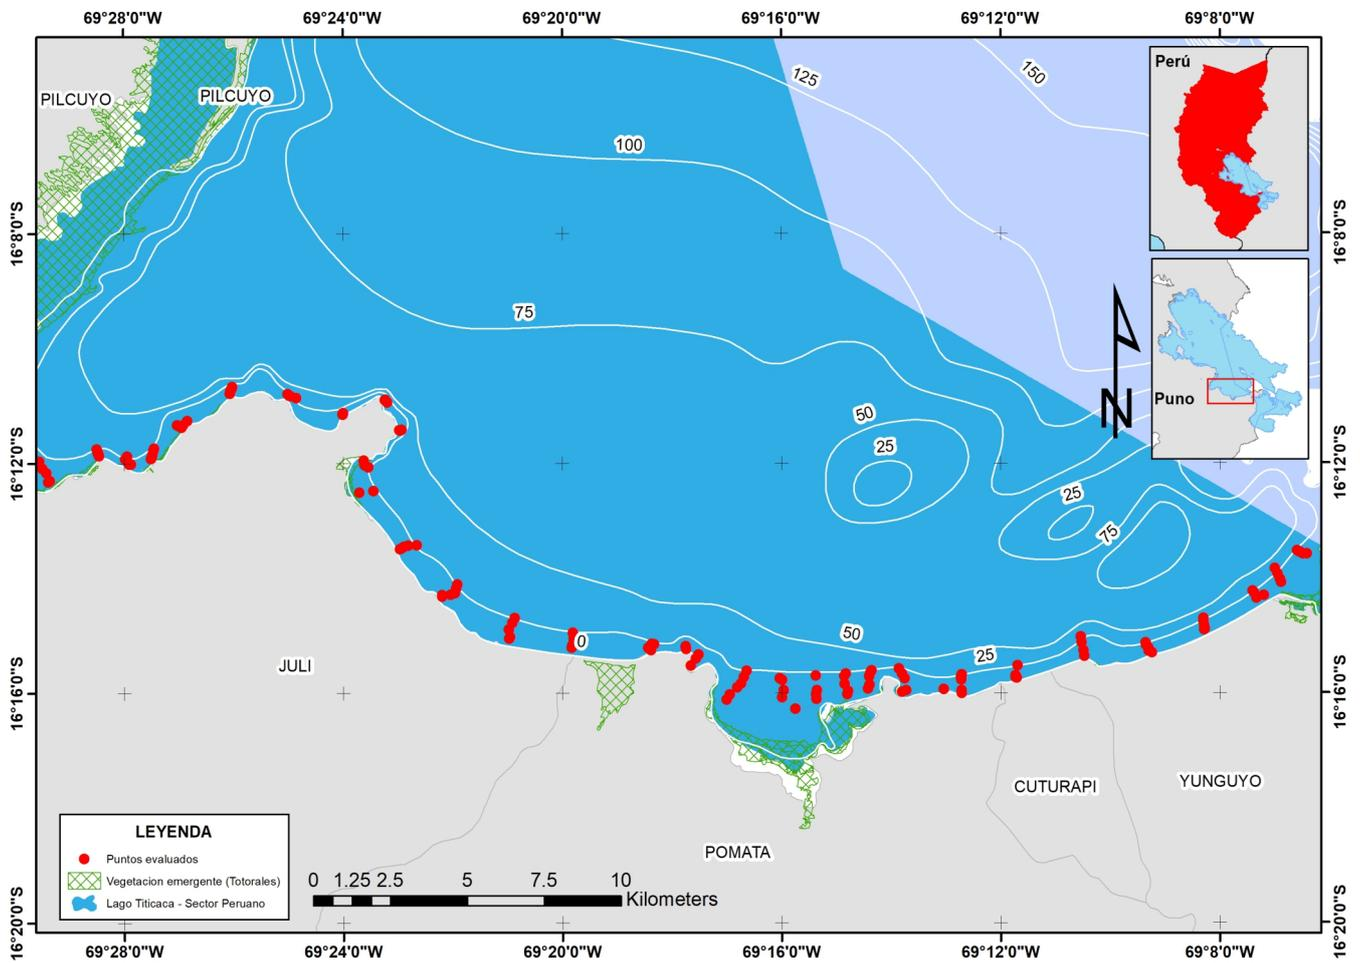 69°28'0"W 69°24'0"W 69°20'0"W 69°16'0"W 69°12'0"W 69°8'0"W
Perú
125
150
PILCUYO
PILCUYO
100
16°8'0"S
16°8'0"S
75
Puno
N
50
25
16°12'0"S
16°12'0"S
25
75
50
0
25
JULI
16°16'0"S
16°16'0"S
CUTURAPI
YUNGUYO
POMATA
LEYENDA
Puntos evaluados
Vegetacion emergente (Totorales)
Lago Titicaca - Sector Peruano
0 1.25 2.5 5 7.5 10
Kilometers
16°20'0"S
16°20'0"S
69°28'0"W 69°24'0"W 69°20'0"W 69°16'0"W 69°12'0"W 69°8'0"W